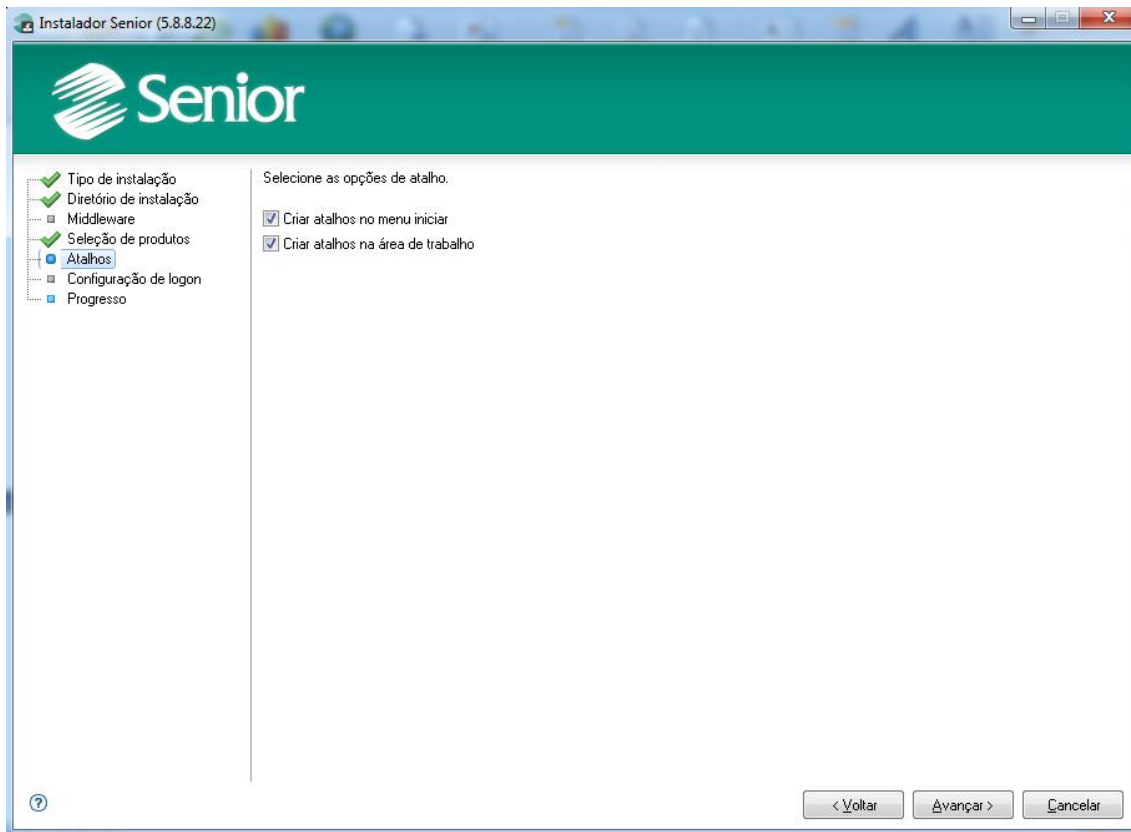 Instalador Senior (5.8.8.22)
Senior
Tipo de instalação
Diretório de instalação
Middleware
Seleção de produtos
Atalhos
Configuração de logon
Progresso
Selecione as opções de atalho.
Criar atalhos no menu iniciar
Criar atalhos na área de trabalho
?
< Voltar
Avançar >
Cancelar